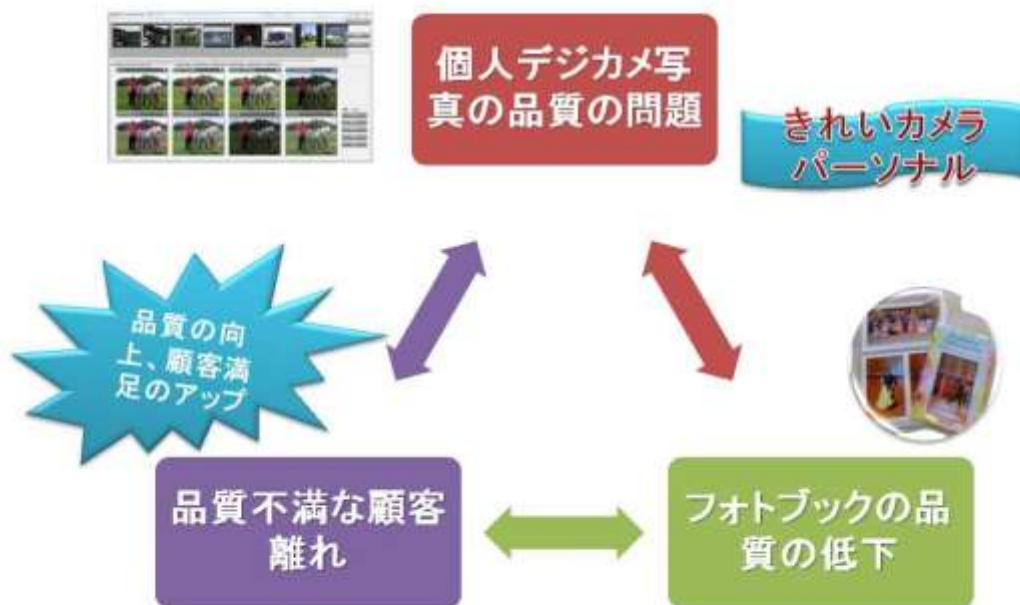 個人デジカメ写
真の品質の問題
きれいカメラ
パーソナル
品質の向
上、顧客満
足のアップ
品質不満な顧客
離れ
フォトブックの品
質の低下